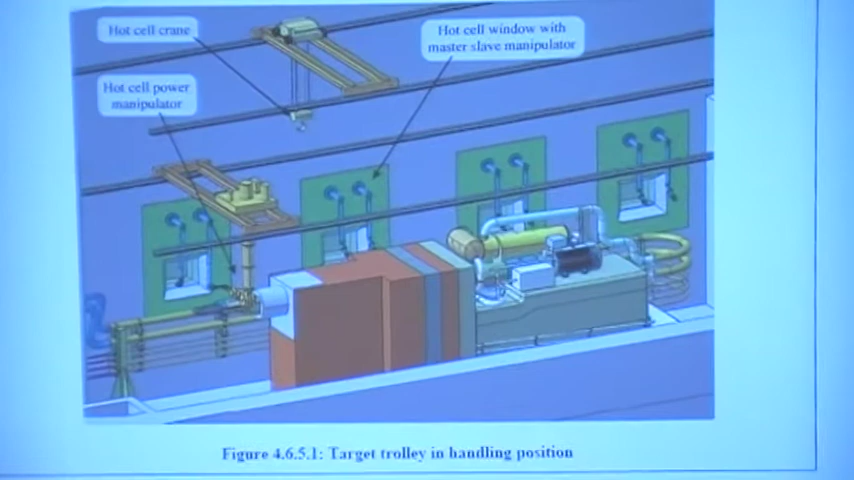 Hot cell crane
Hot cell window with
master slave manipulator
Hot cell power
manipulator
Figure 4.6.5.1: Target trolley in handling position